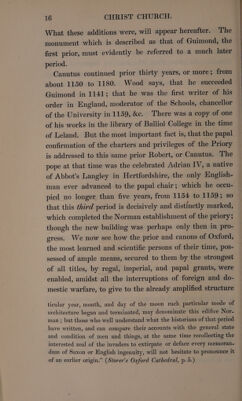 16 CHRIST CHURCH.
What these additions were, will appear hereafter. The
monument which is described as that of Guimond, the
first prior, must evidently be referred to a much later
period.
Canutus continued prior thirty years, or more; from
about 1150 to 1180. Wood says, that he succeeded
Guimond in 1141; that he was the first writer of his
order in England, moderator of the Schools, chancellor
of the University in 1159, &c. There was a copy of one
of his works in the library of Balliol College in the time
of Leland. But the most important fact is, that the papal
confirmation of the charters and privileges of the Priory
is addressed to this same prior Robert, or Canutus. The
pope at that time was the celebrated Adrian IV, a native
of Abbot's Langley in Hertfordshire, the only English-
man ever advanced to the papal chair; which he occu-
pied no longer than five years, from 1154 to 1159; so
that this third period is decisively and distinctly marked,
which completed the Norman establishment of the priory;
though the new building was perhaps only then in pro-
gress. We now see how the prior and canons of Oxford,
the most learned and scientific persons of their time, pos-
sessed of ample means, secured to them by the strongest
of all titles, by regal, imperial, and papal grants, were
enabled, amidst all the interruptions of foreign and do-
mestic warfare, to give to the already amplified structure
ticular year, month, and day of the moon each particular mode of
architecture began and terminated, may denominate this edifice Nor-
man; but those who well understand what the historians of that period
have written, and can compare their accounts with the general state
and condition of men and things, at the same time recollecting the
interested zeal of the invaders to extirpate or deface every memoran-
dum of Saxon or English ingenuity, will not hesitate to pronounce it
of an earlier origin." (Storer's Oxford Cathedral, p. 5.)